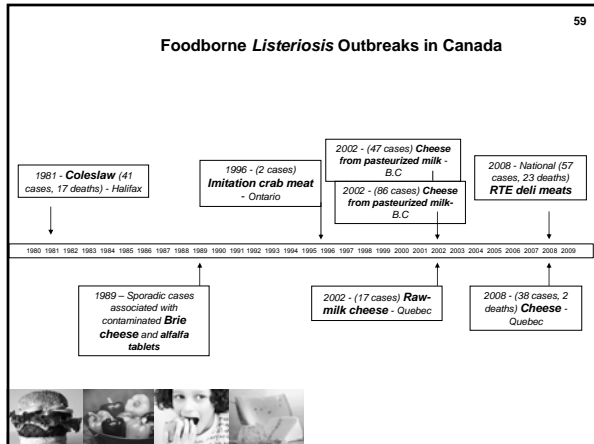 59
Foodborne Listeriosis Outbreaks in Canada
1981 - Coleslaw (41
cases, 17 deaths) - Halifax
1996 - (2 cases)
Imitation crab meat
- Ontario
2002 - (47 cases) Cheese
from pasteurized milk -
B.C
2002 - (86 cases) Cheese
from pasteurized milk-
B.C
2008 - National (57
cases, 23 deaths)
RTE deli meats
1980 1981 1982 1983 1984 1985 1986 1987 1988 1989 1990 1991 1992 1993 1994 1995 1996 1997 1998 1999 2000 2001 2002 2003 2004 2005 2006 2007 2008 2009
1989 – Sporadic cases
associated with
contaminated Brie
cheese and alfalfa
tablets
2002 - (17 cases) Raw-
milk cheese - Quebec
2008 - (38 cases, 2
deaths) Cheese -
Quebec